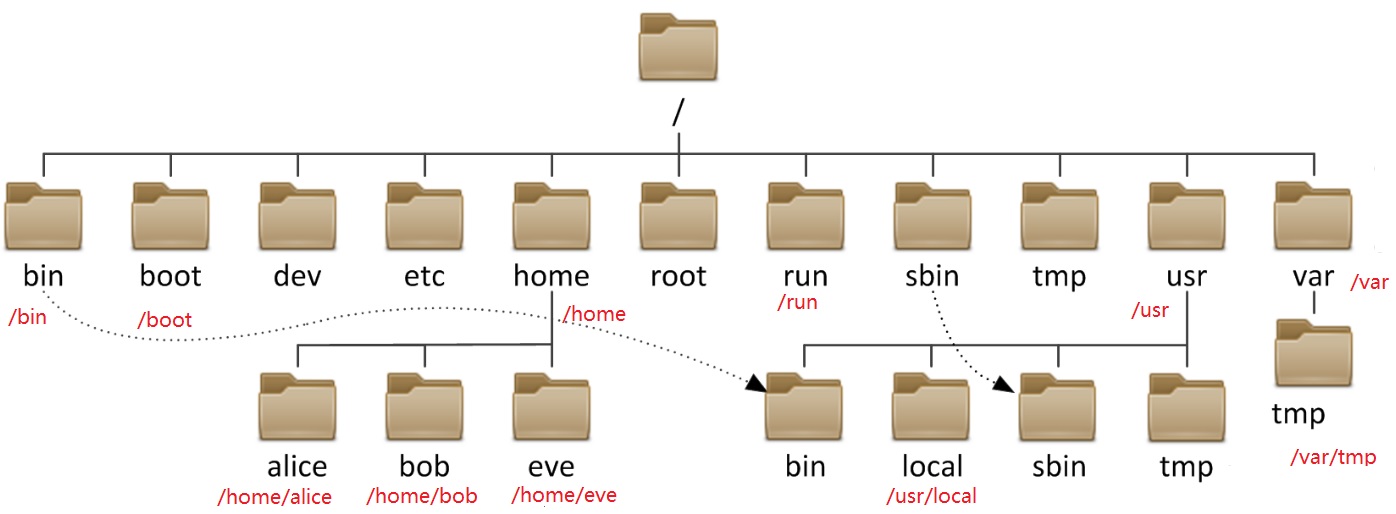 /
bin
boot
dev
etc
home
root
run
sbin
tmp
usr
var
/bin
/boot
/home
/run
/usr
/var
tmp
/var/tmp
alice
bob
eve
bin
local
sbin
tmp
/home/alice
/home/bob
/home/eve
/usr/local